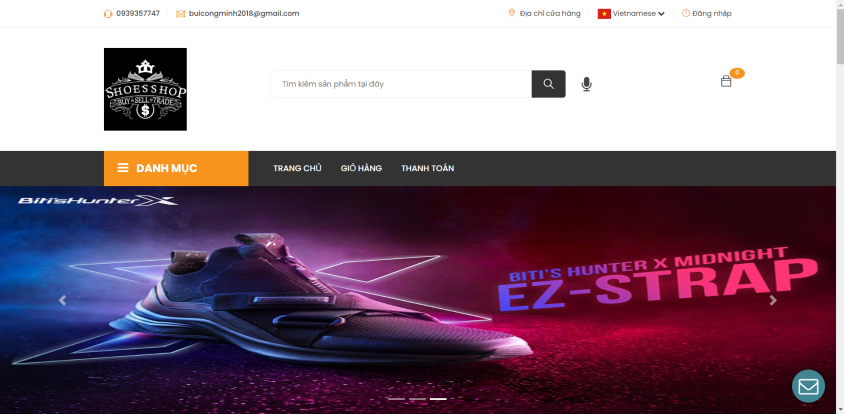 0939357747
buicongminh2018@gmail.com
Địa chỉ cửa hàng
Vietnamese
Đăng nhập
SHOESSHOP
BUY SELL TRADE
$
Tìm kiếm sản phẩm tại đây
0
DANH MỤC
TRANG CHỦ
GIỎ HÀNG
THANH TOÁN
Biti'sHunter X
BITI'S HUNTER X MIDNIGHT
EZ-STRAP